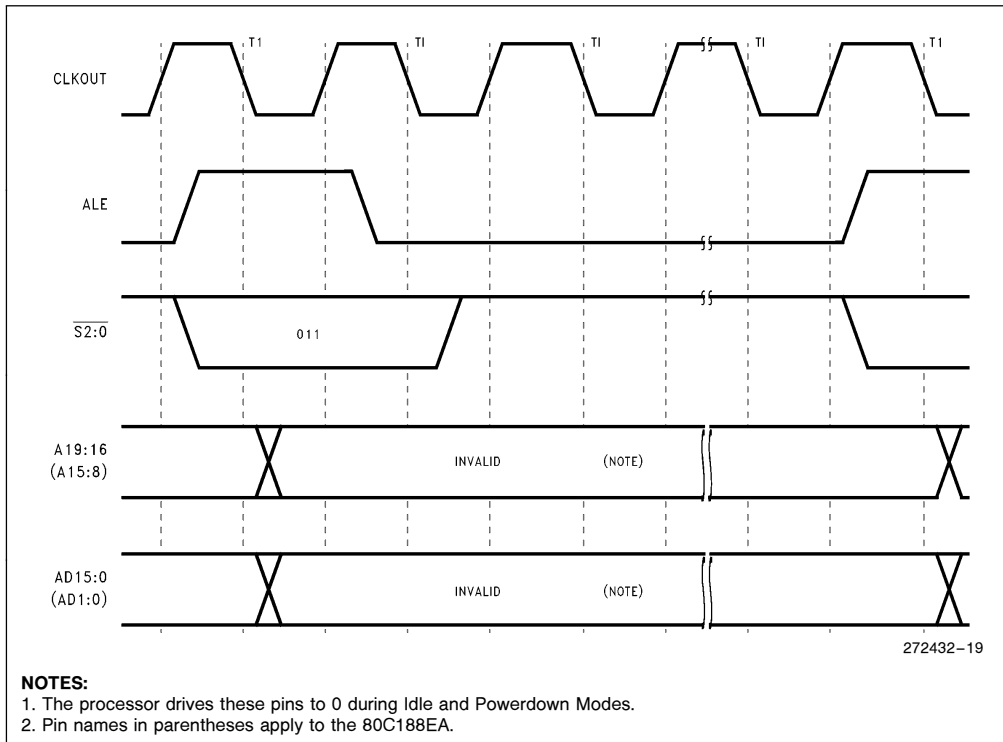 T1 TI TI TI T1
CLKOUT
ALE
S2:0
011
A19:16
(A15:8)
INVALID (NOTE)
AD15:0
(AD1:0)
INVALID (NOTE)
272432–19
NOTES:
1. The processor drives these pins to 0 during Idle and Powerdown Modes.
2. Pin names in parentheses apply to the 80C188EA.